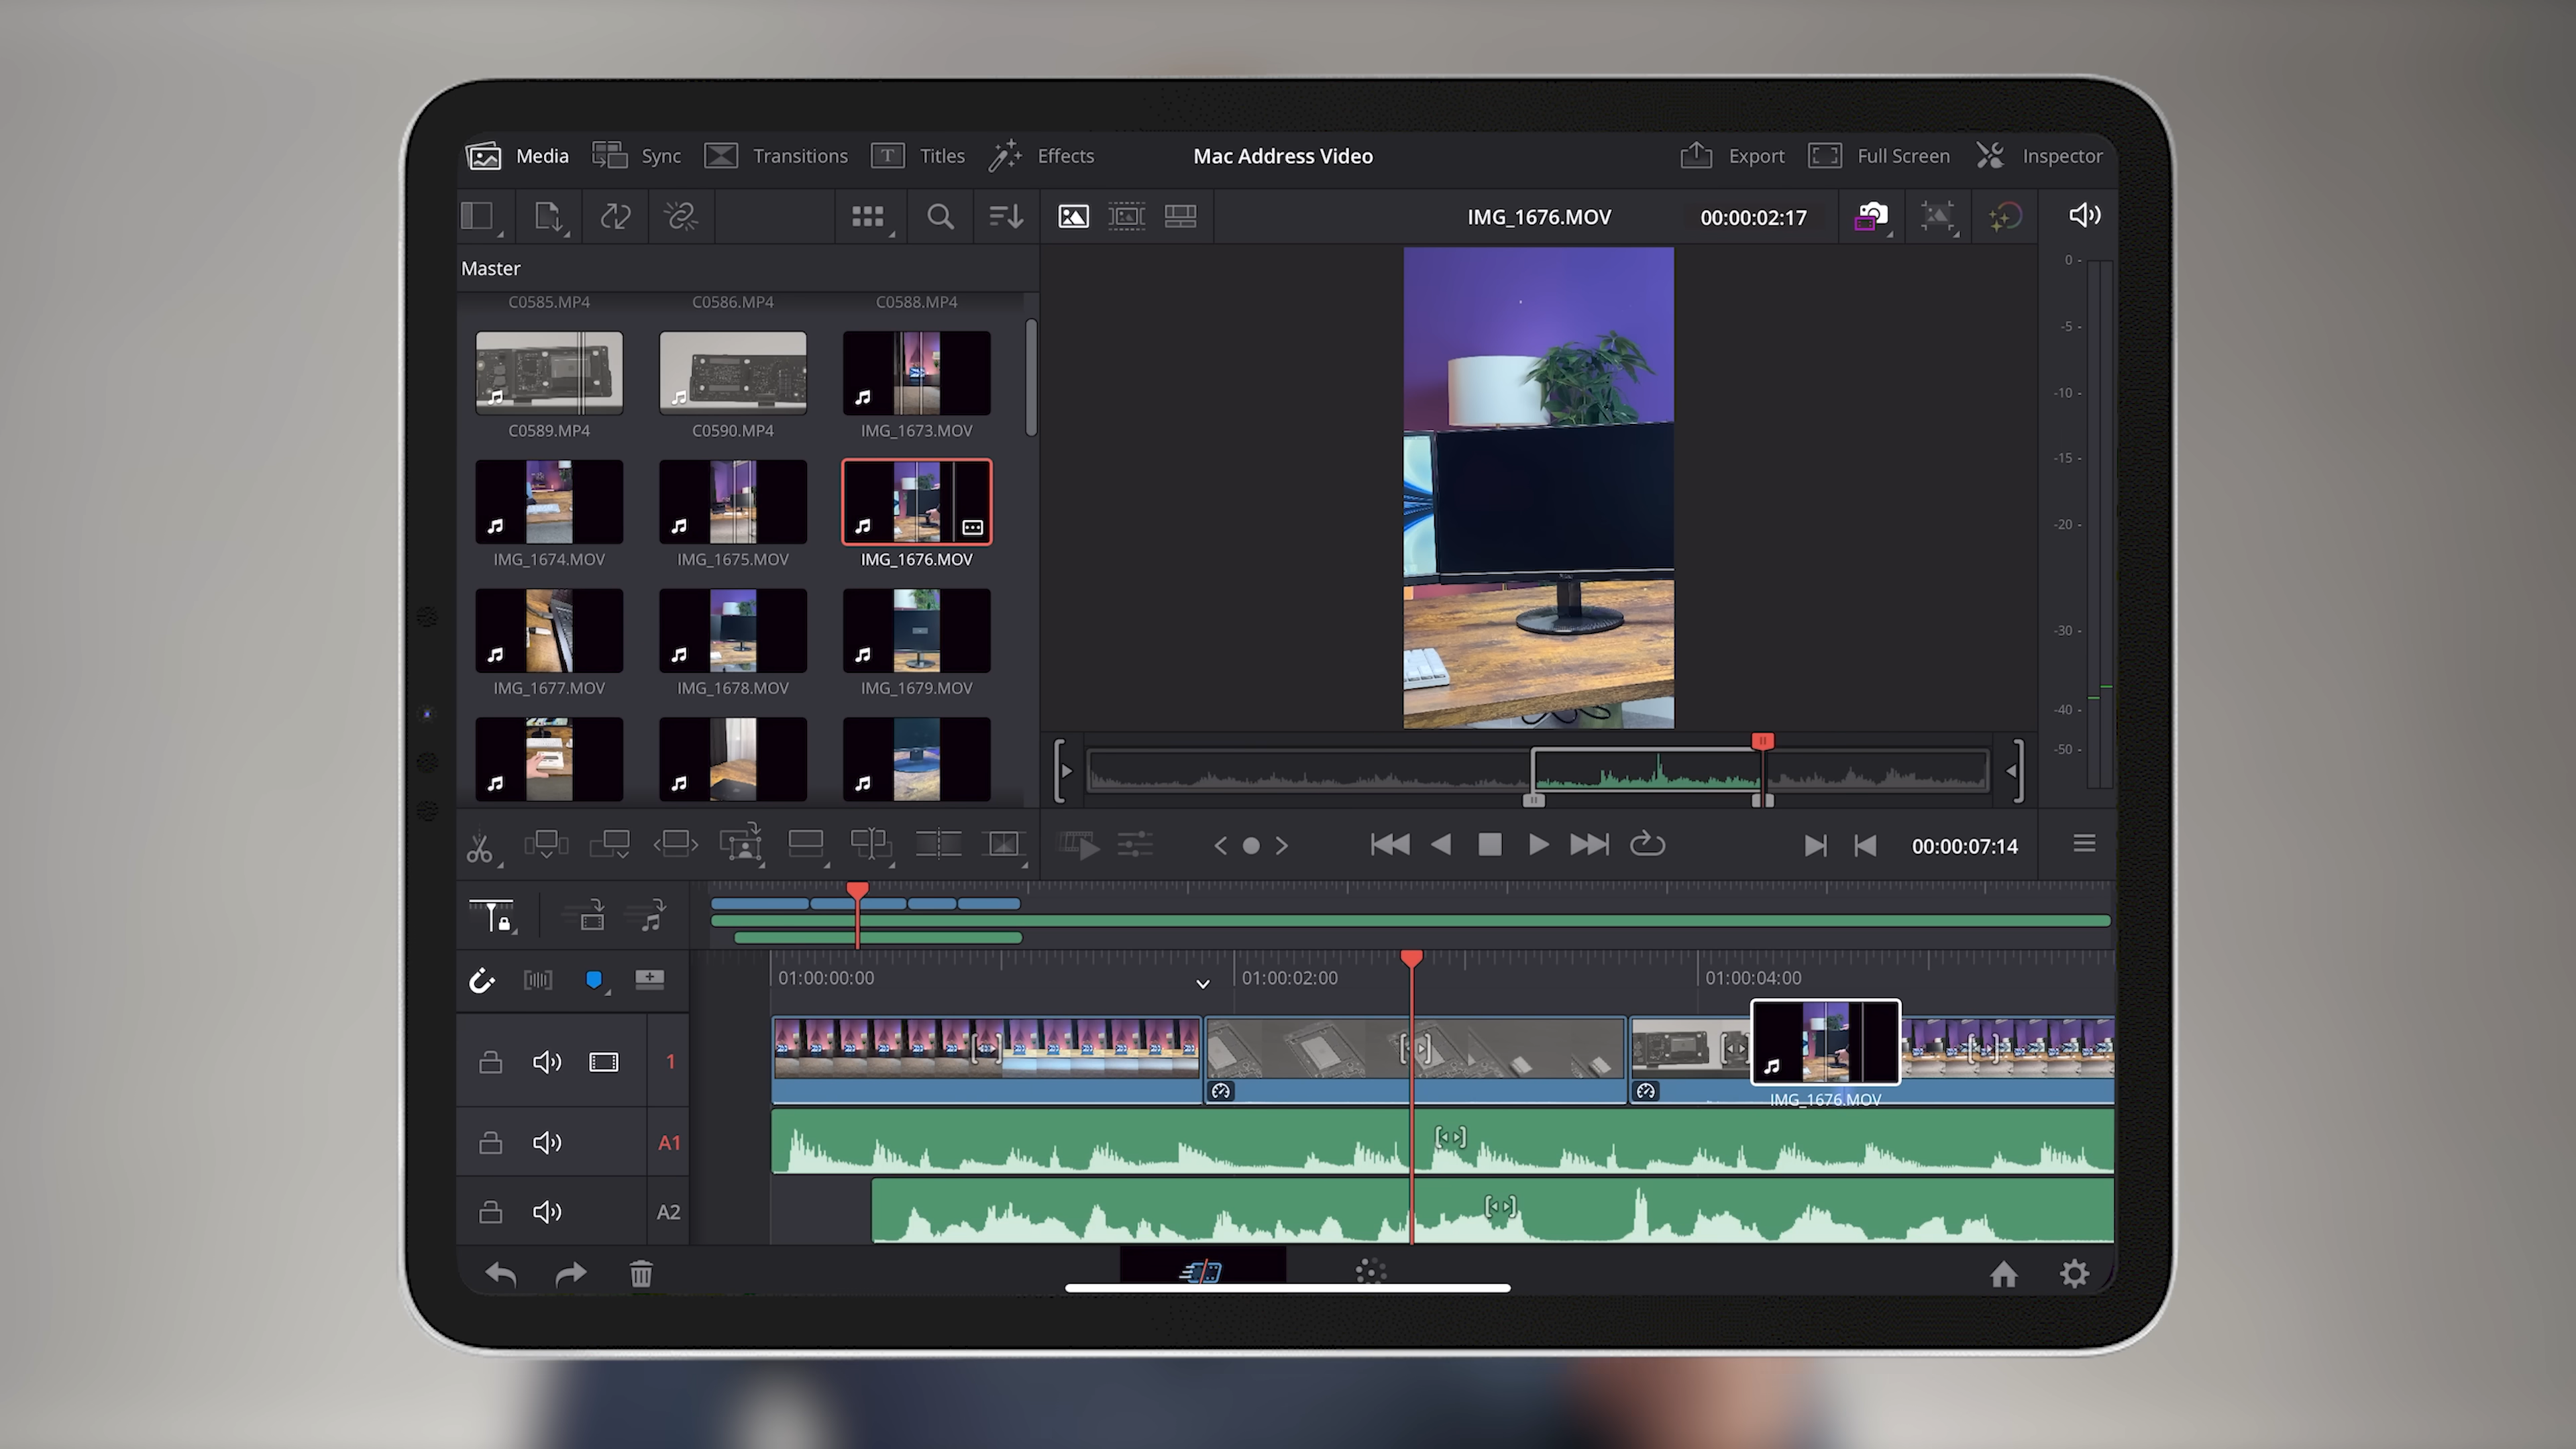 Media Sync Transitions Titles Effects Mac Address Video Export Full Screen Inspector
IMG_1676.MOV 00:00:02:17
Master
C0585.MP4 C0586.MP4 C0588.MP4
C0589.MP4 C0590.MP4 IMG_1673.MOV
IMG_1674.MOV IMG_1675.MOV IMG_1676.MOV
IMG_1677.MOV IMG_1678.MOV IMG_1679.MOV
0
-5
-10
-15
-20
-30
-40
-50
00:00:07:14
01:00:00:00 01:00:02:00 01:00:04:00
1
IMG_1676.MOV
A1
A2